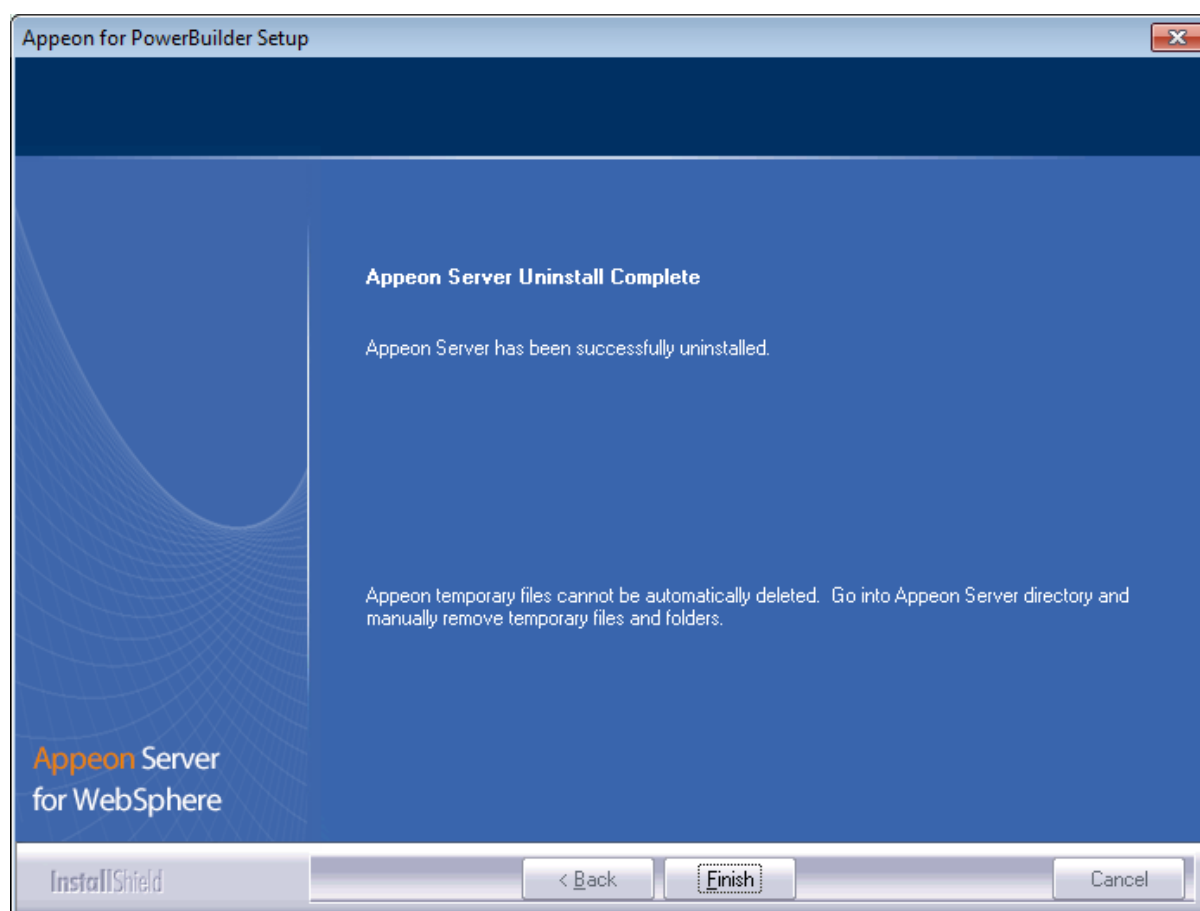 Appeon for PowerBuilder Setup
Appeon Server Uninstall Complete
Appeon Server has been successfully uninstalled.
Appeon temporary files cannot be automatically deleted.  Go into Appeon Server directory and
manually remove temporary files and folders.
Appeon Server
for WebSphere
InstallShield
< Back
Finish
Cancel